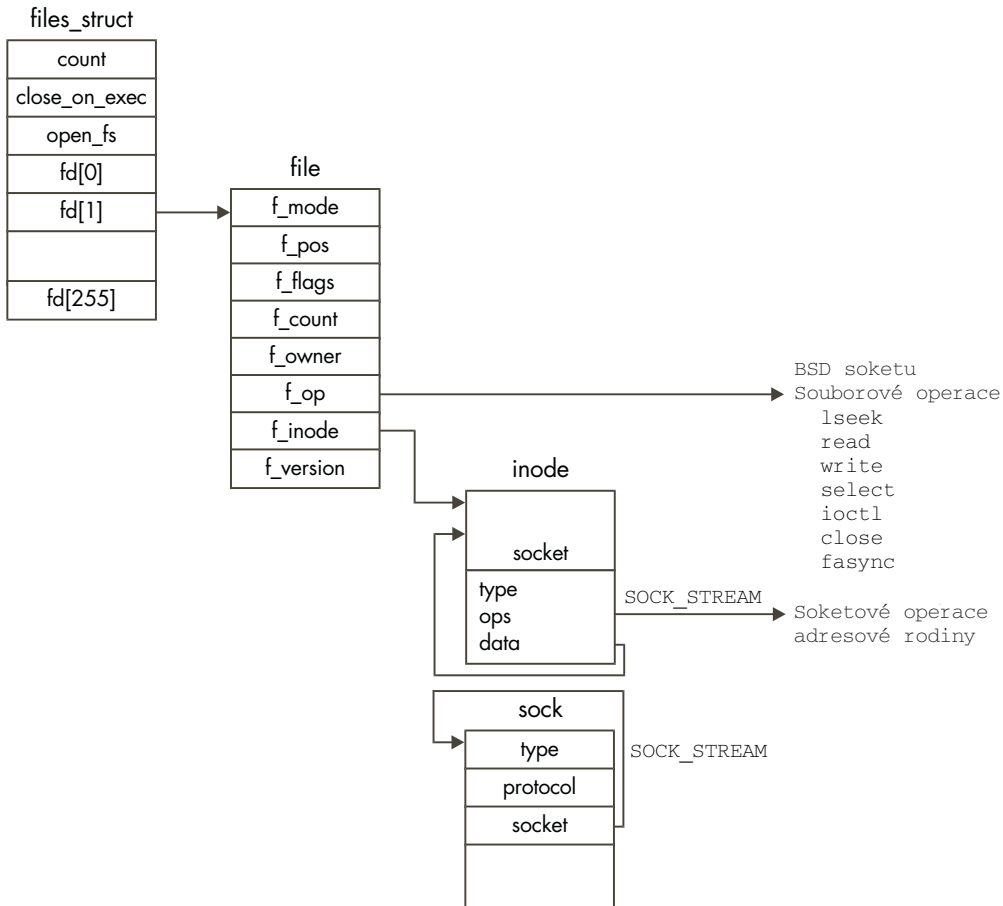 files_struct
count
close_on_exec
open_fs
fd[0]
fd[1]
fd[255]
file
f_mode
f_pos
f_flags
f_count
f_owner
f_op
f_inode
f_version
BSD soketu
Souborové operace
lseek
read
write
select
ioctl
close
fasync
inode
socket
type
ops
data
SOCK_STREAM
Soketové operace
adresové rodiny
sock
type
protocol
socket
SOCK_STREAM